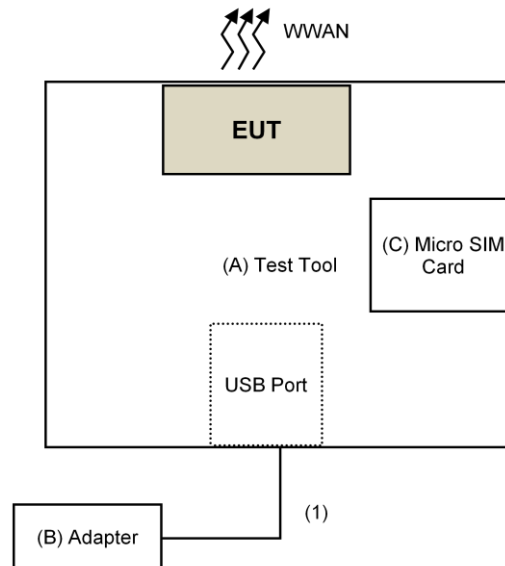 WWAN
EUT
(C) Micro SIM
Card
(A) Test Tool
USB Port
(1)
(B) Adapter